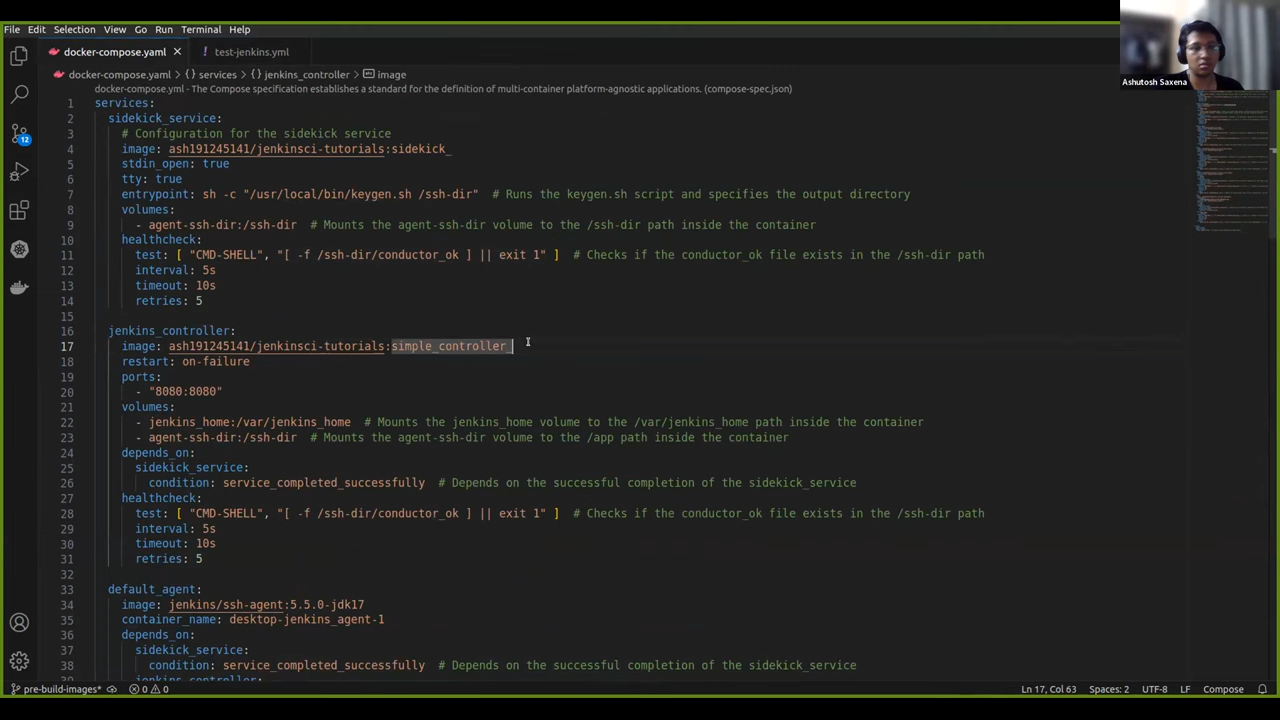 File Edit Selection View Go Run Terminal Help
docker-compose.yaml × ! test-jenkins.yml
docker-compose.yaml > {} services > {} jenkins_controller > image
docker-compose.yml - The Compose specification establishes a standard for the definition of multi-container platform-agnostic applications. (compose-spec.json)
1 services:
2 sidekick_service:
3 # Configuration for the sidekick service
4 image: ash191245141/jenkinsci-tutorials:sidekick_
5 stdin_open: true
6 tty: true
7 entrypoint: sh -c "/usr/local/bin/keygen.sh /ssh-dir" # Runs the keygen.sh script and specifies the output directory
8 volumes:
9 - agent-ssh-dir:/ssh-dir # Mounts the agent-ssh-dir volume to the /ssh-dir path inside the container
10 healthcheck:
11 test: [ "CMD-SHELL", "[ -f /ssh-dir/conductor_ok ] || exit 1" ] # Checks if the conductor_ok file exists in the /ssh-dir path
12 interval: 5s
13 timeout: 10s
14 retries: 5
15
16 jenkins_controller:
17 image: ash191245141/jenkinsci-tutorials:simple_controller_
18 restart: on-failure
19 ports:
20 - "8080:8080"
21 volumes:
22 - jenkins_home:/var/jenkins_home # Mounts the jenkins_home volume to the /var/jenkins_home path inside the container
23 - agent-ssh-dir:/ssh-dir # Mounts the agent-ssh-dir volume to the /app path inside the container
24 depends_on:
25 sidekick_service:
26 condition: service_completed_successfully # Depends on the successful completion of the sidekick_service
27 healthcheck:
28 test: [ "CMD-SHELL", "[ -f /ssh-dir/conductor_ok ] || exit 1" ] # Checks if the conductor_ok file exists in the /ssh-dir path
29 interval: 5s
30 timeout: 10s
31 retries: 5
32
33 default_agent:
34 image: jenkins/ssh-agent:5.5.0-jdk17
35 container_name: desktop-jenkins_agent-1
36 depends_on:
37 sidekick_service:
38 condition: service_completed_successfully # Depends on the successful completion of the sidekick_service
jenkins_controller:
12
Ashutosh Saxena
pre-build-images* 0 0 Ln 17, Col 63 Spaces: 2 UTF-8 LF Compose